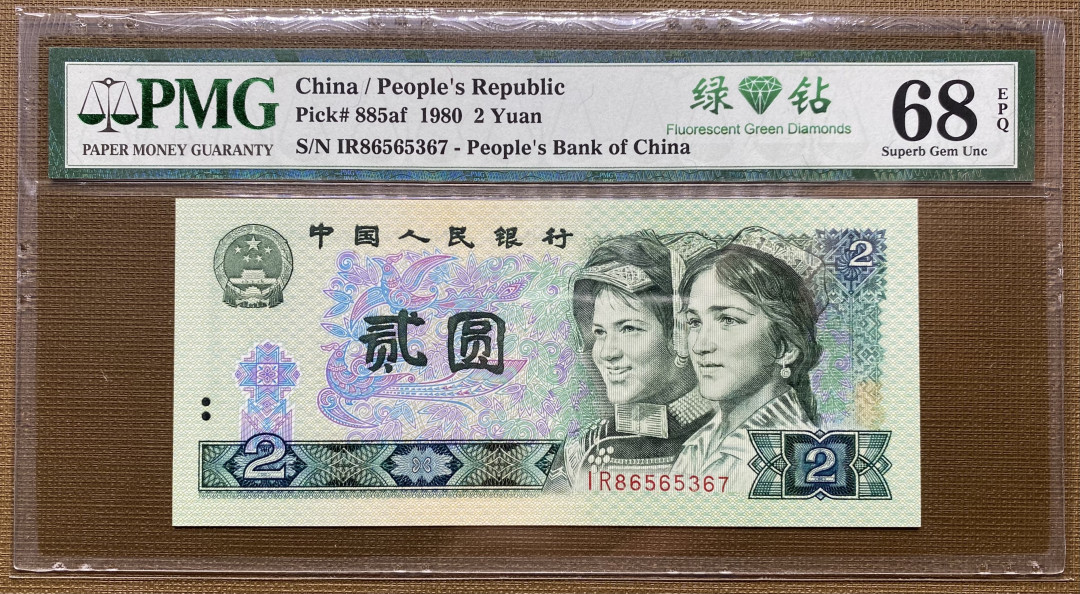 PMG
PAPER MONEY GUARANTY
China / People's Republic
Pick# 885af 1980 2 Yuan
S/N IR86565367 - People's Bank of China
绿钻
Fluorescent Green Diamonds
68
EPQ
Superb Gem Unc
中国人民银行
2
贰圆
2
2
IR86565367